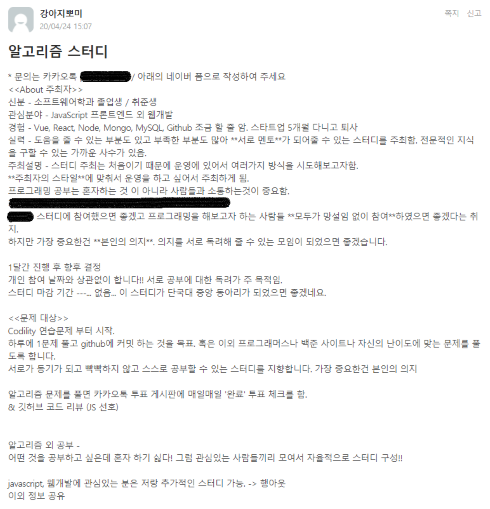 강아지뽀미
쪽지 신고
20/04/24 15:07
알고리즘 스터디
* 문의는 카카오톡 / 아래의 네이버 폼으로 작성하여 주세요
<<About 주최자>>
신분 - 소프트웨어학과 졸업생 / 취준생
관심분야 - JavaScript 프론트엔드 외 웹개발
경험 - Vue, React, Node, Mongo, MySQL, Github 조금 할 줄 암. 스타트업 5개월 다니고 퇴사
실력 - 도움을 줄 수 있는 부분도 있고 부족한 부분도 많아 **서로 멘토**가 되어줄 수 있는 스터디를 주최함. 전문적인 지식
을 구할 수 있는 가까운 사수가 있음.
주최설명 - 스터디 주최는 처음이기 때문에 운영에 있어서 여러가지 방식을 시도해보고자함.
**주최자의 스타일**에 맞춰서 운영을 하고 싶어서 주최하게 됨.
프로그래밍 공부는 혼자하는 것 이 아니라 사람들과 소통하는것이 중요함.
스터디에 참여했으면 좋겠고 프로그래밍을 해보고자 하는 사람들 **모두가 망설임 없이 참여**하였으면 좋겠다는 취
지.
하지만 가장 중요한건 **본인의 의지**. 의지를 서로 독려해 줄 수 있는 모임이 되었으면 좋겠습니다.
1달간 진행 후 향후 결정
개인 참여 날짜와 상관없이 합니다!! 서로 공부에 대한 독려가 주 목적임.
스터디 마감 기간 ---.. 없음.. 이 스터디가 단국대 중앙 동아리가 되었으면 좋겠네요.
<<문제 대상>>
Codility 연습문제 부터 시작.
하루에 1문제 풀고 github에 커밋 하는 것을 목표, 혹은 이외 프로그래머스나 백준 사이트나 자신의 난이도에 맞는 문제를 풀
도록 합니다.
서로가 동기가 되고 빡빡하지 않고 스스로 공부할 수 있는 스터디를 지향합니다. 가장 중요한건 본인의 의지
알고리즘 문제를 풀면 카카오톡 투표 게시판에 매일매일 '완료' 투표 체크를 함.
& 깃허브 코드 리뷰 (JS 선호)
알고리즘 외 공부 -
어떤 것을 공부하고 싶은데 혼자 하기 싫다! 그럼 관심있는 사람들끼리 모여서 자율적으로 스터디 구성!!
javascript, 웹개발에 관심있는 분은 저랑 추가적인 스터디 가능. -> 행아웃
이외 정보 공유